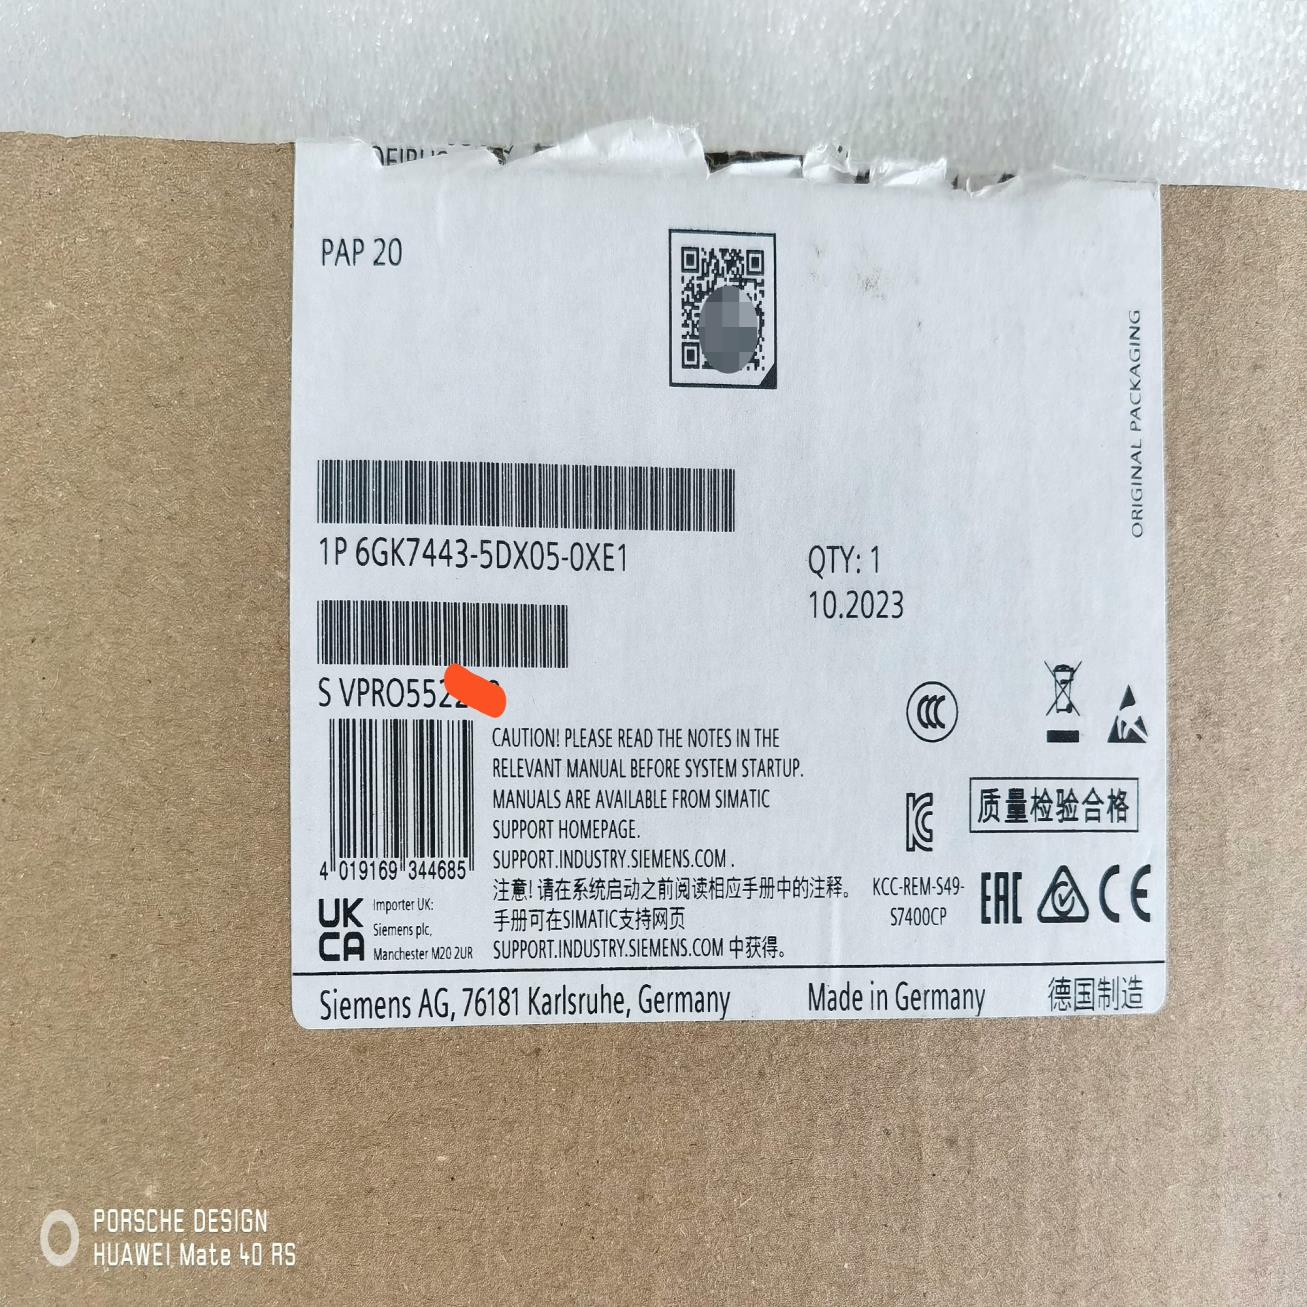 PAP 20
ORIGINAL PACKAGING
1P 6GK7443-5DX05-0XE1
QTY: 1
10.2023
S VPRO552
CAUTION! PLEASE READ THE NOTES IN THE
RELEVANT MANUAL BEFORE SYSTEM STARTUP.
MANUALS ARE AVAILABLE FROM SIMATIC
SUPPORT HOMEPAGE.
SUPPORT.INDUSTRY.SIEMENS.COM .
注意! 请在系统启动之前阅读相应手册中的注释。
手册可在SIMATIC支持网页
SUPPORT.INDUSTRY.SIEMENS.COM 中获得。
4 019169 344685
UK
CA
Importer UK:
Siemens plc,
Manchester M20 2UR
质量检验合格
KCC-REM-S49-
S7400CP
EAC
CE
Siemens AG, 76181 Karlsruhe, Germany
Made in Germany
德国制造
PORSCHE DESIGN
HUAWEI Mate 40 RS